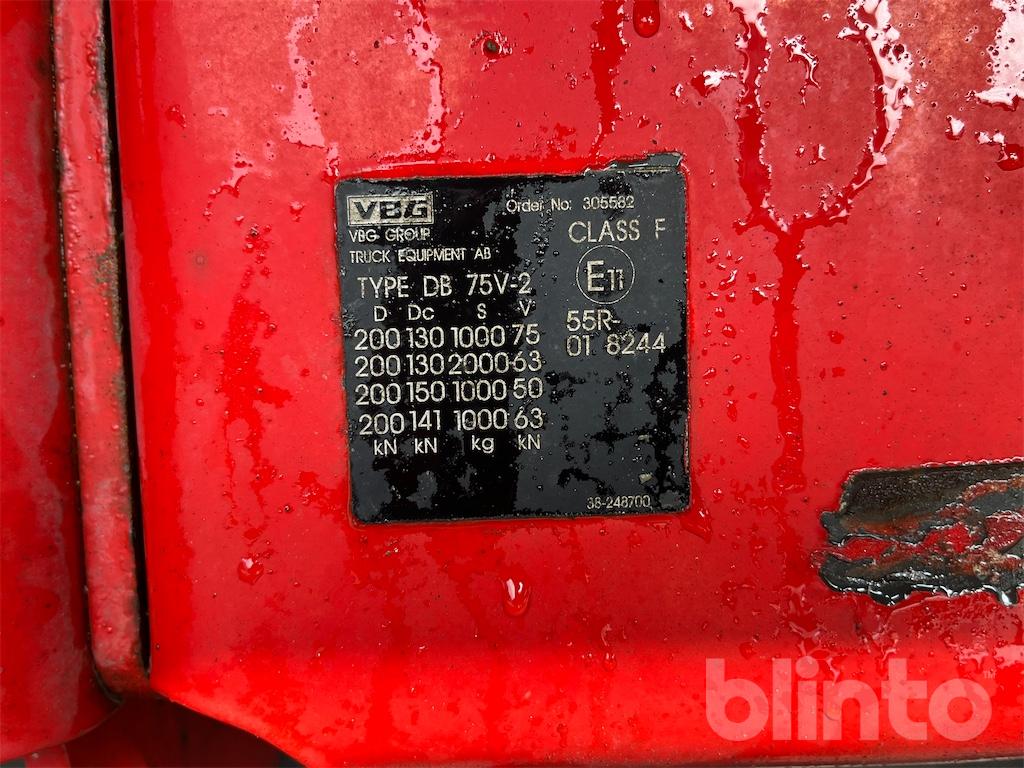 VBG
Order No: 305582
VBG GROUP
TRUCK EQUIPMENT AB
CLASS F
E11
TYPE DB 75V-2
D Dc S V
200 130 1000 75
200 130 2000 63
200 150 1000 50
200 141 1000 63
kN kN kg kN
55R-
01 8244
38-248700
blinto